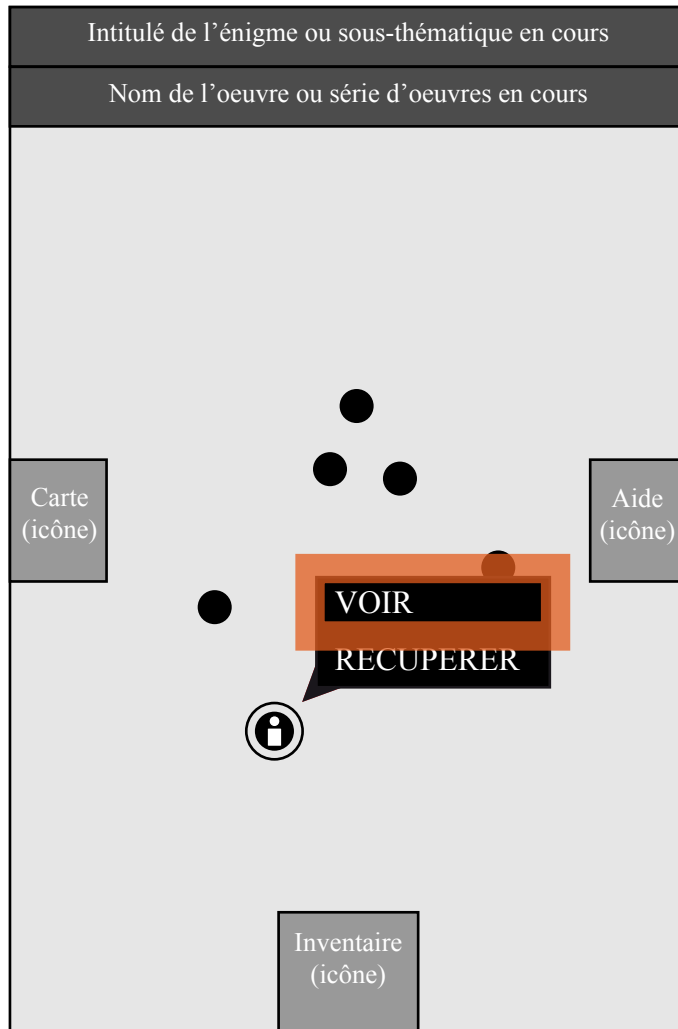 Intitulé de l’énigme ou sous-thématique en cours
Nom de l’oeuvre ou série d’oeuvres en cours
Carte
(icône)
Aide
(icône)
VOIR
RECUPERER
Inventaire
(icône)